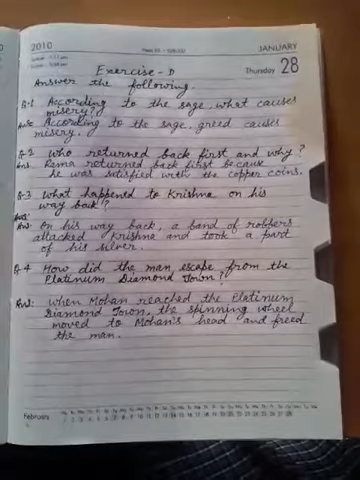 2010
JANUARY
Thursday 28
Exercise-D
Answer the following.
Q-1 According to the sage, what causes
misery?
Ans According to the sage, greed causes
misery.
Q-2 Who returned back first and why?
Ans Rama returned back first because
he was satisfied with the copper coins.
Q-3 What happened to Krishna on his
way back?
Ans:
Ans: On his way back, a band of robbers
attacked Krishna and took a part
of his silver.
Q-4 How did the man escape from the
Platinum Diamond Town?
Ans: When Mohan reached the Platinum
Diamond Town, the spinning wheel
moved to Mohan's head and freed
the man.
February